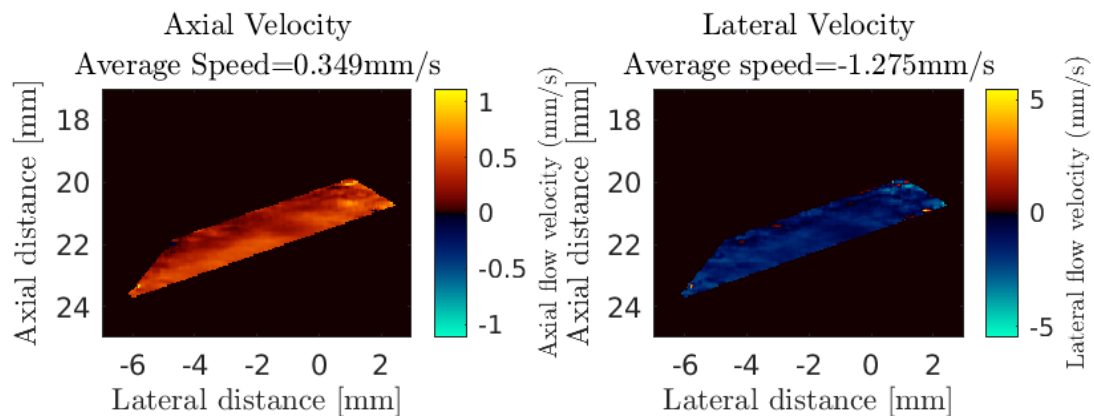 Axial Velocity
Average Speed=0.349mm/s
Axial distance [mm]
18
20
22
24
-6
-4
-2
0
2
Lateral distance [mm]
1
0.5
0
-0.5
-1
Axial flow velocity (mm/s)
Lateral Velocity
Average speed=-1.275mm/s
Axial distance [mm]
18
20
22
24
-6
-4
-2
0
2
Lateral distance [mm]
5
0
-5
Lateral flow velocity (mm/s)